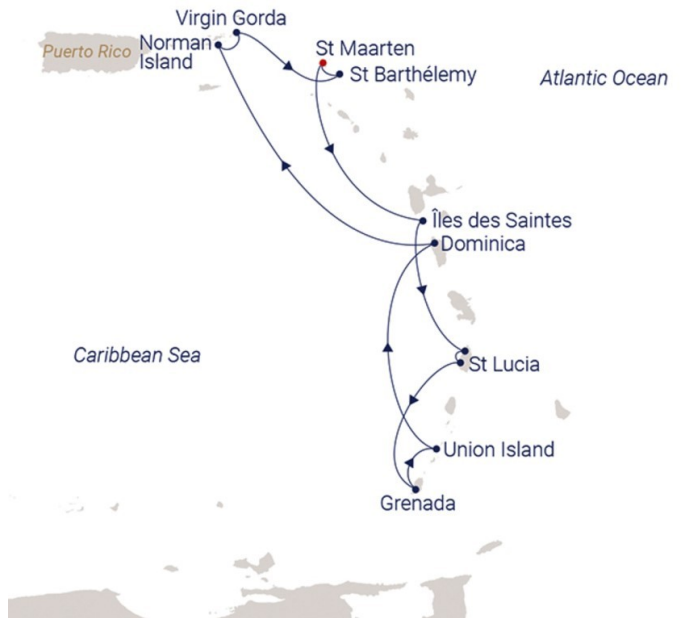 Virgin Gorda
Puerto Rico
Norman
Island
St Maarten
St Barthélemy
Atlantic Ocean
Îles des Saintes
Dominica
Caribbean Sea
St Lucia
Union Island
Grenada